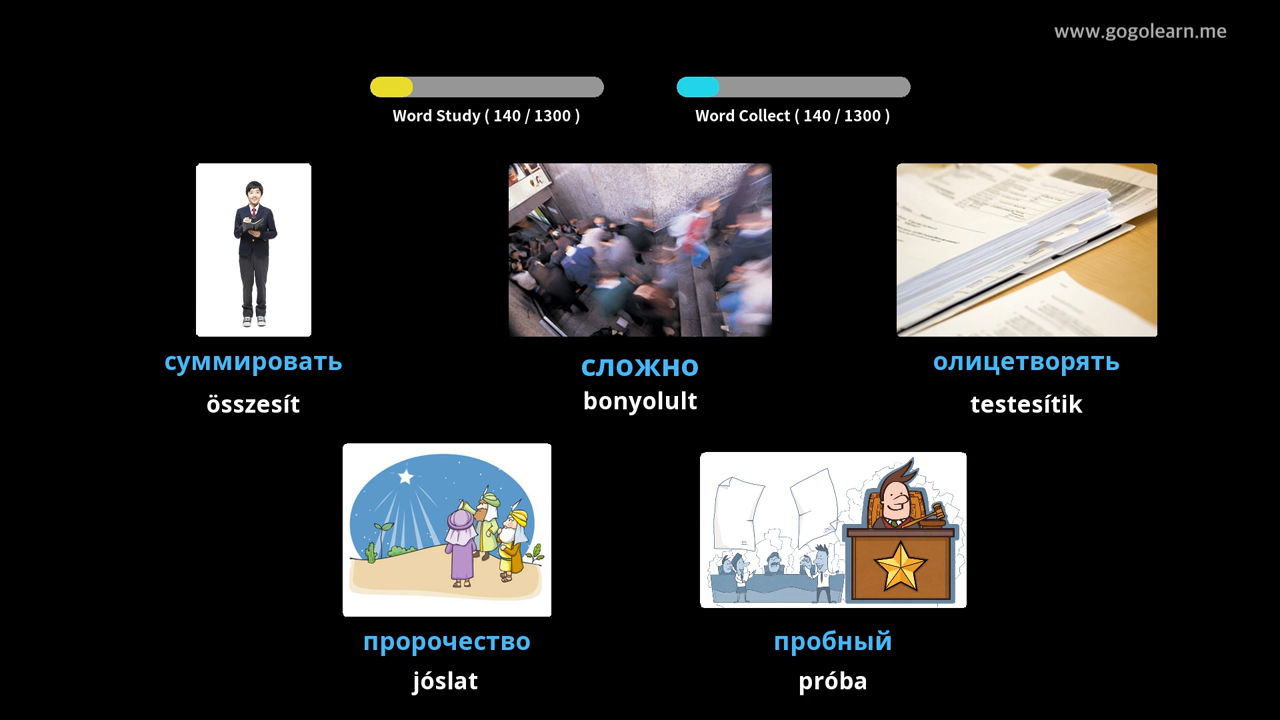 www.gogolearn.me
Word Study ( 140 / 1300 )
Word Collect ( 140 / 1300 )
суммировать
összesít
сложно
bonyolult
олицетворять
testesítik
пророчество
jóslat
пробный
próba